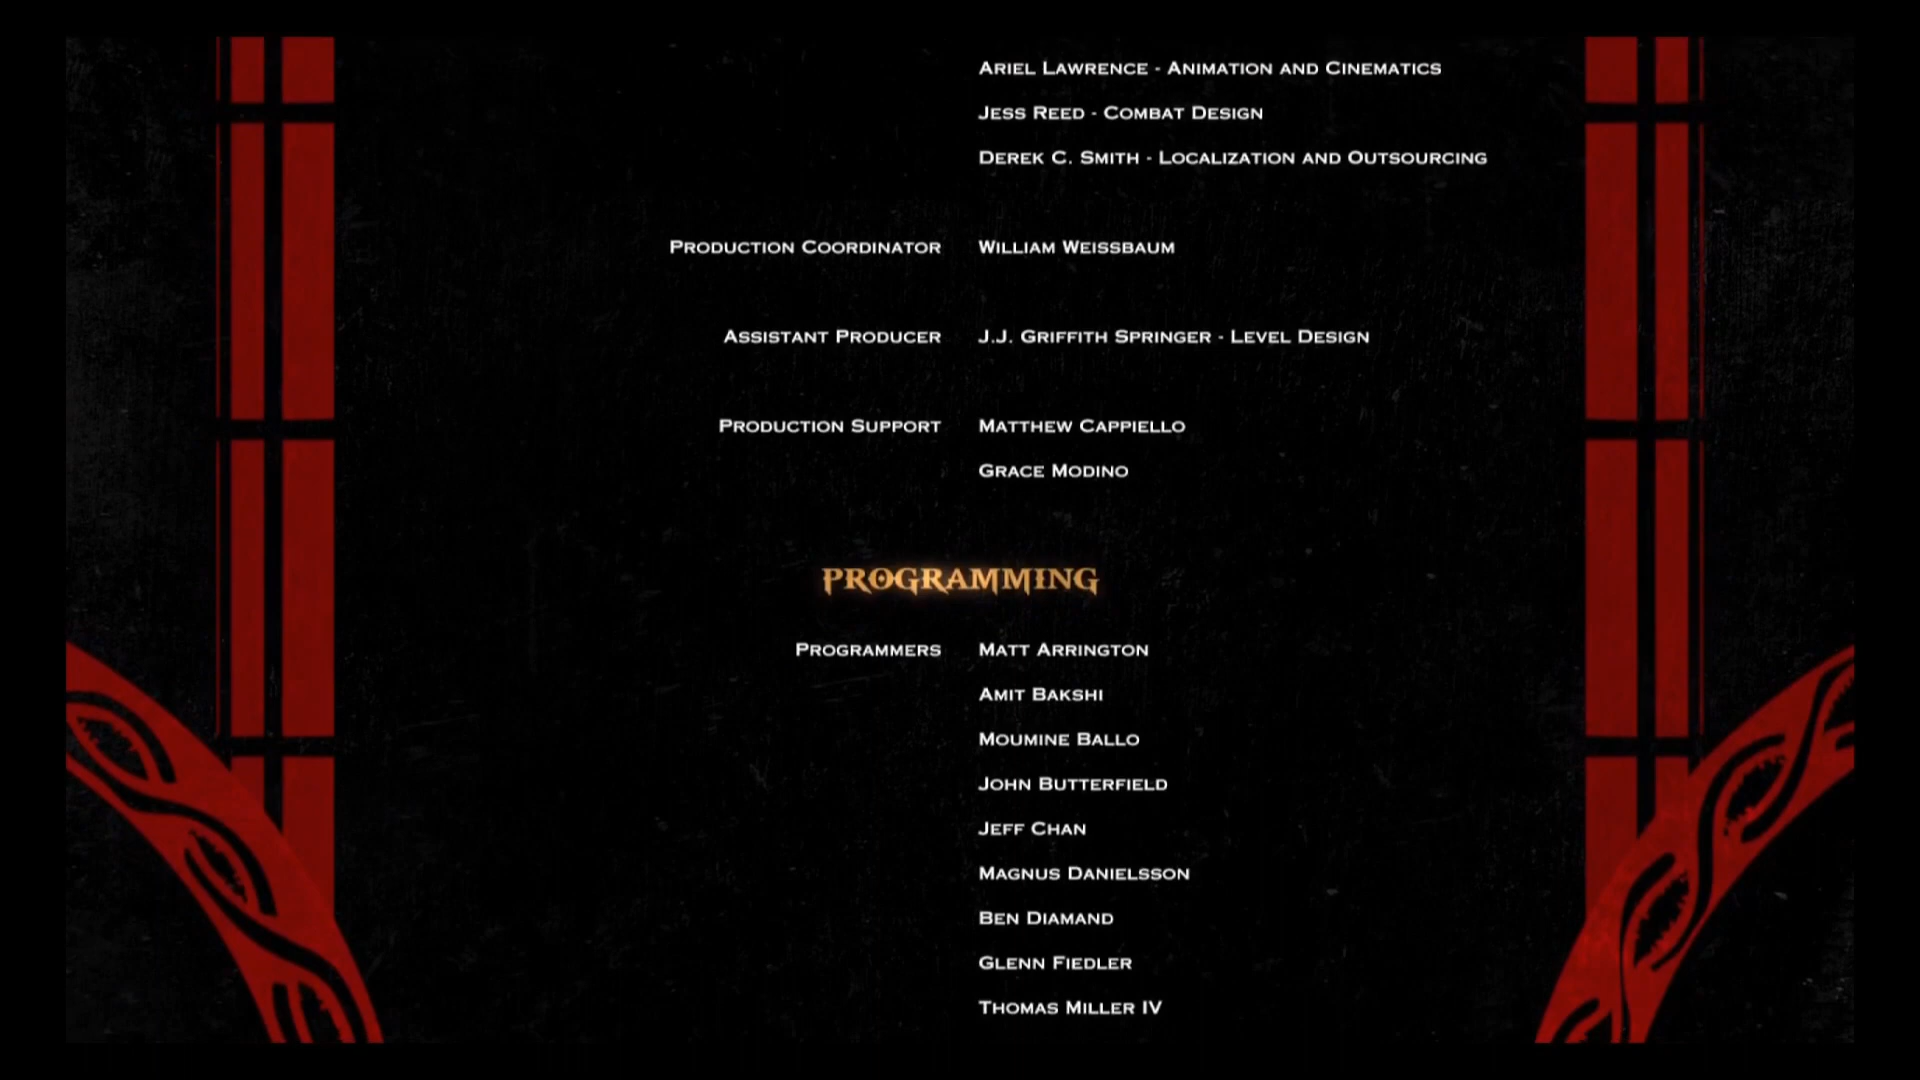 Ariel Lawrence - Animation and Cinematics
Jess Reed - Combat Design
Derek C. Smith - Localization and Outsourcing
Production Coordinator William Weissbaum
Assistant Producer J.J. Griffith Springer - Level Design
Production Support Matthew Cappiello
Grace Modino
PROGRAMMING
Programmers Matt Arrington
Amit Bakshi
Moumine Ballo
John Butterfield
Jeff Chan
Magnus Danielsson
Ben Diamand
Glenn Fiedler
Thomas Miller IV